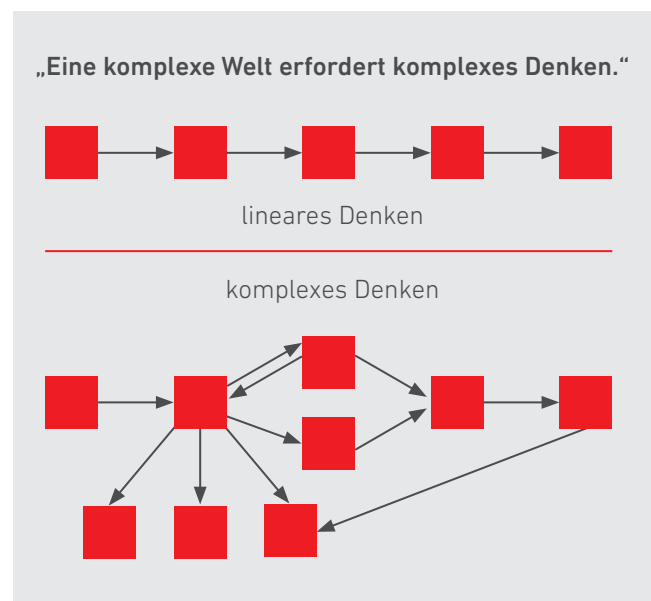 „Eine komplexe Welt erfordert komplexes Denken.“
lineares Denken
komplexes Denken